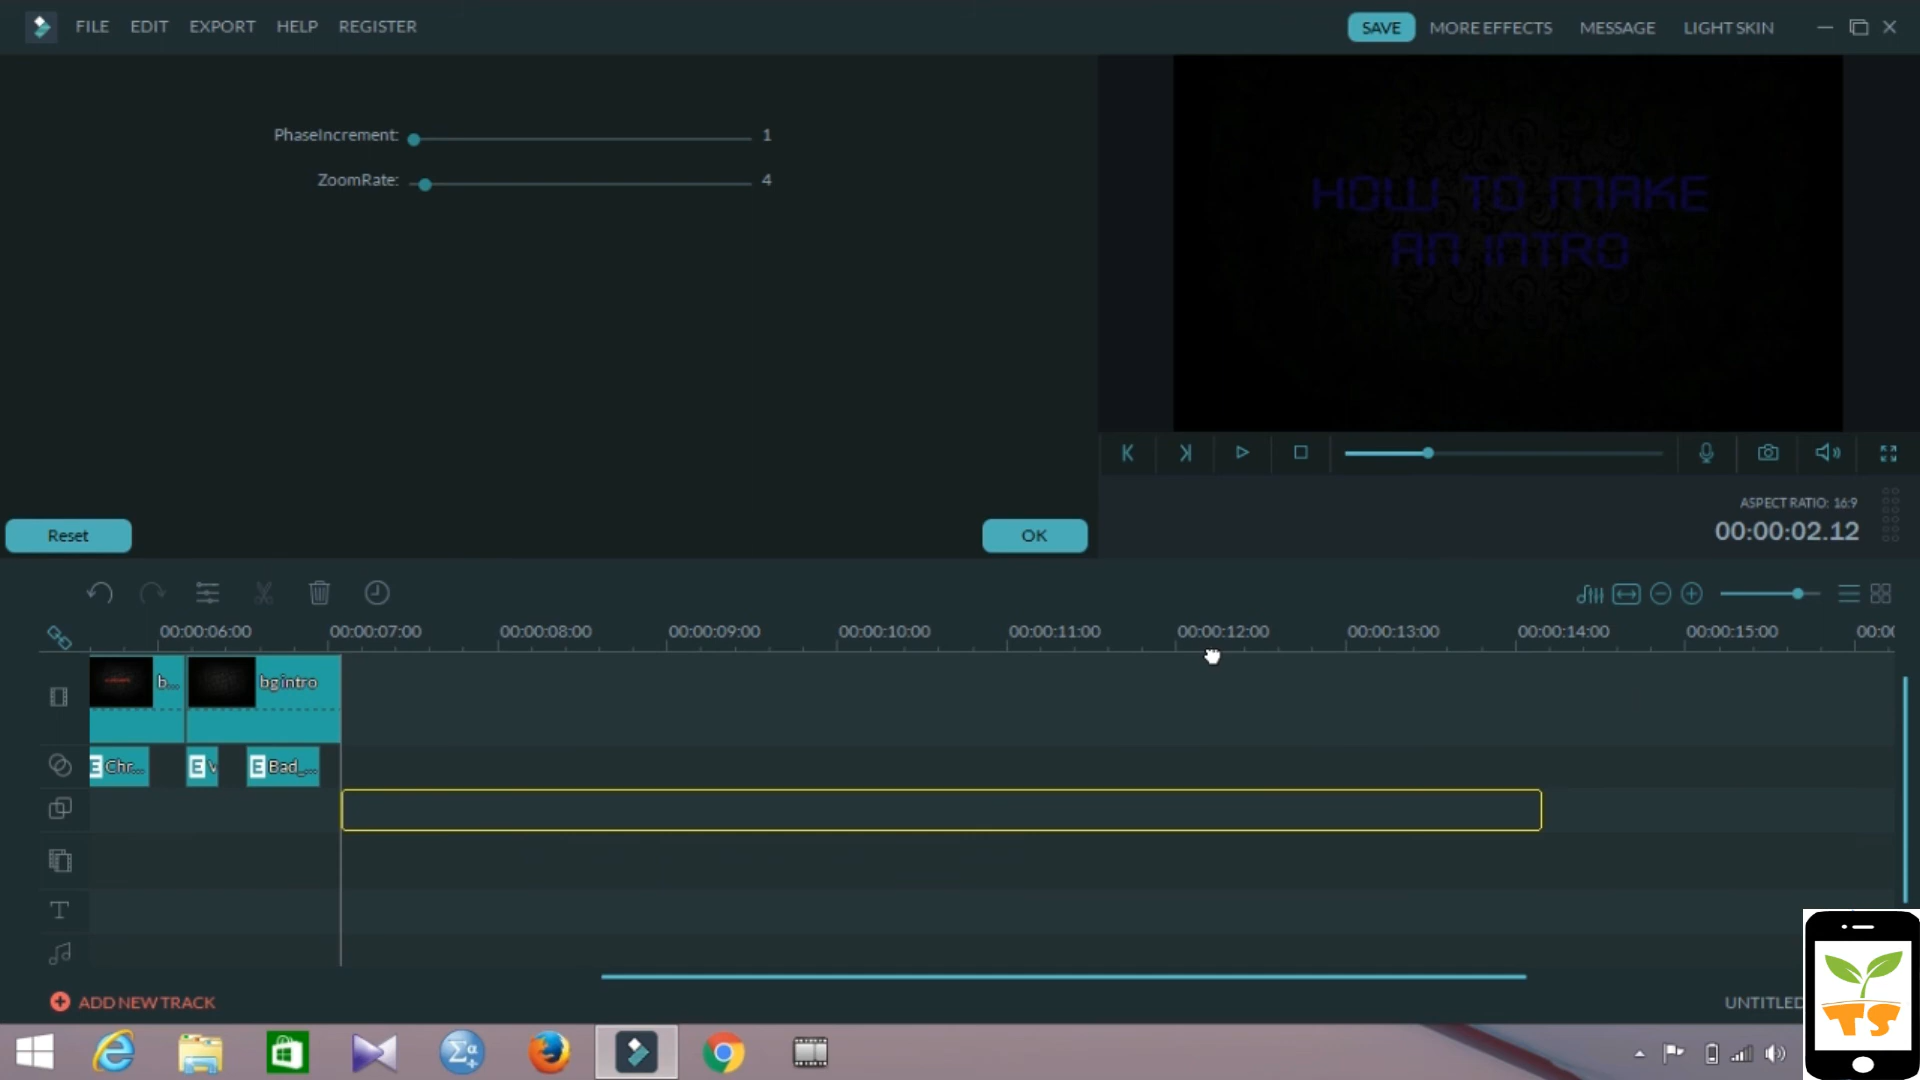 FILE EDIT EXPORT HELP REGISTER
SAVE MORE EFFECTS MESSAGE LIGHT SKIN
PhaseIncrement: 1
ZoomRate: 4
HOW TO MAKE
AN INTRO
ASPECT RATIO: 16:9
00:00:02.12
Reset OK
00:00:06:00 00:00:07:00 00:00:08:00 00:00:09:00 00:00:10:00 00:00:11:00 00:00:12:00 00:00:13:00 00:00:14:00 00:00:15:00 00:00
b... bg intro
E Chr... E V E Bad_...
T
ADD NEW TRACK
UNTITLED
TS